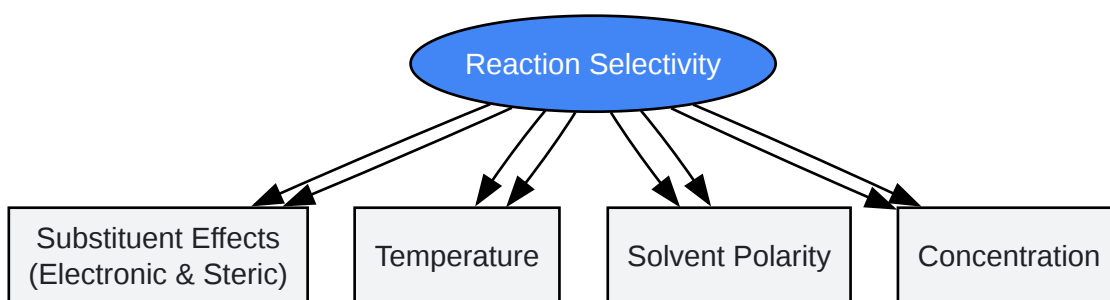 Reaction Selectivity
Substituent Effects
(Electronic & Steric)
Temperature
Solvent Polarity
Concentration